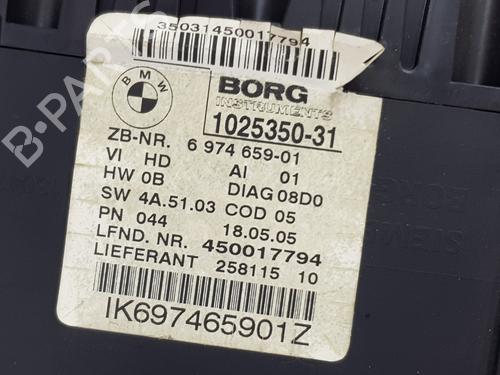 35031450017794
BMW
BORG
INSTRUMENTS
1025350-31
ZB-NR. 6 974 659-01
VI HD AI 01
HW 0B DIAG 08D0
SW 4A.51.03 COD 05
PN 044 18.05.05
LFND. NR. 450017794
LIEFERANT 258115 10
IK697465901Z
B-PARTS